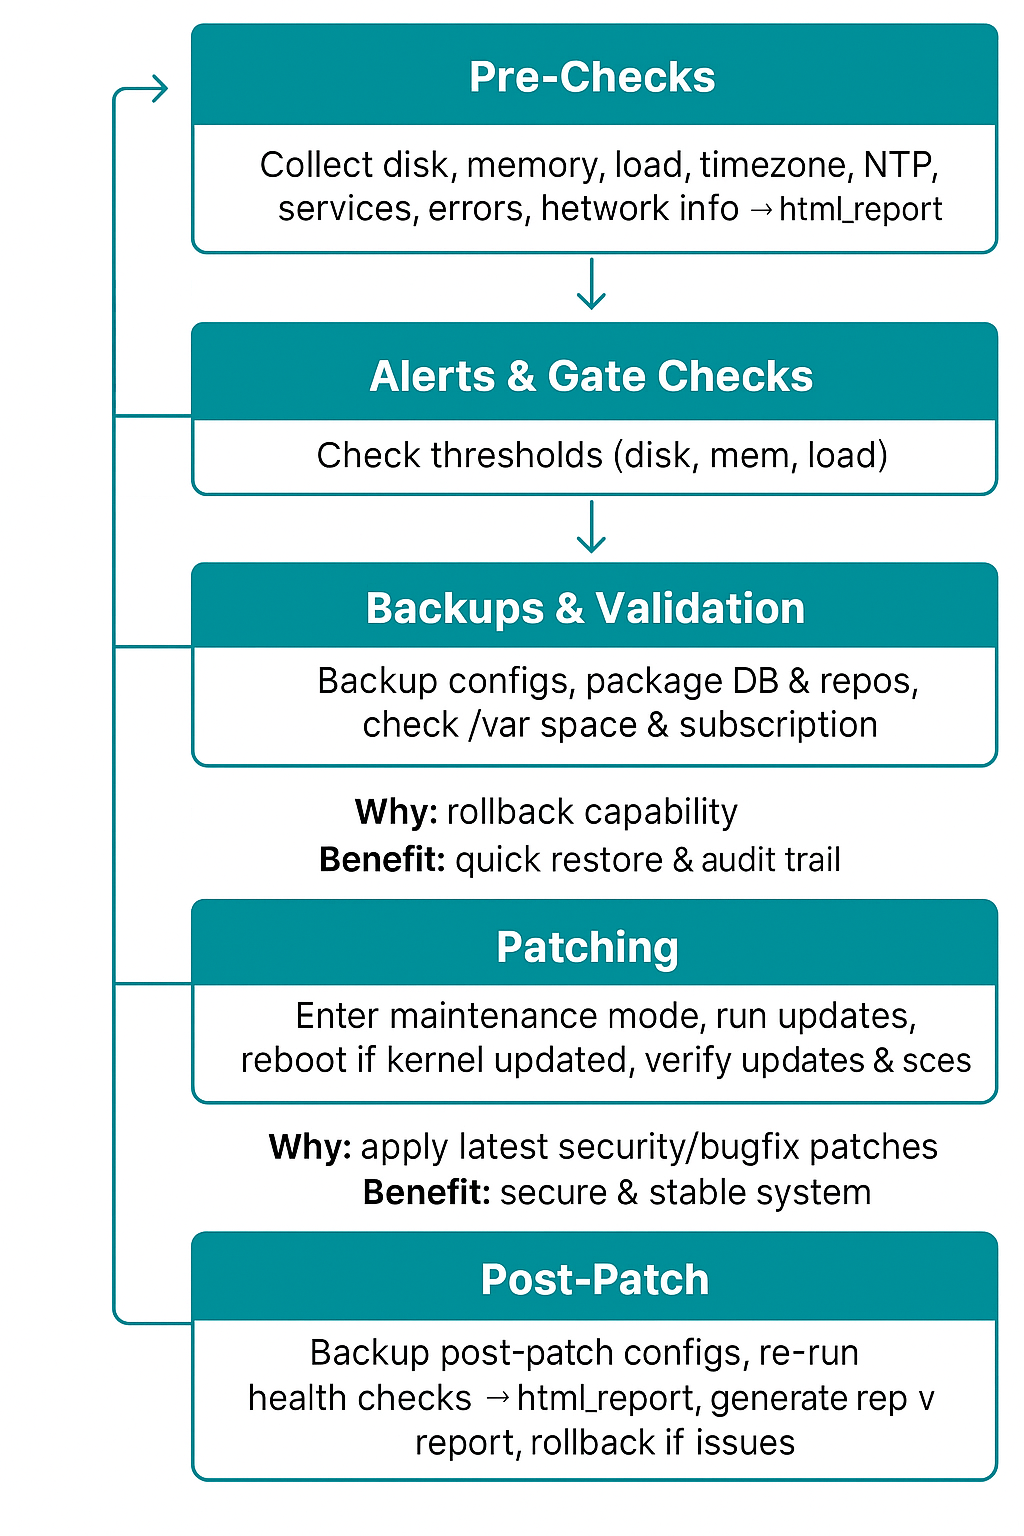 Pre-Checks
Collect disk, memory, load, timezone, NTP,
services, errors, hetwork info → html_report
Alerts & Gate Checks
Check thresholds (disk, mem, load)
Backups & Validation
Backup configs, package DB & repos,
check /var space & subscription
Why: rollback capability
Benefit: quick restore & audit trail
Patching
Enter maintenance mode, run updates,
reboot if kernel updated, verify updates & sces
Why: apply latest security/bugfix patches
Benefit: secure & stable system
Post-Patch
Backup post-patch configs, re-run
health checks → html_report, generate rep v
report, rollback if issues